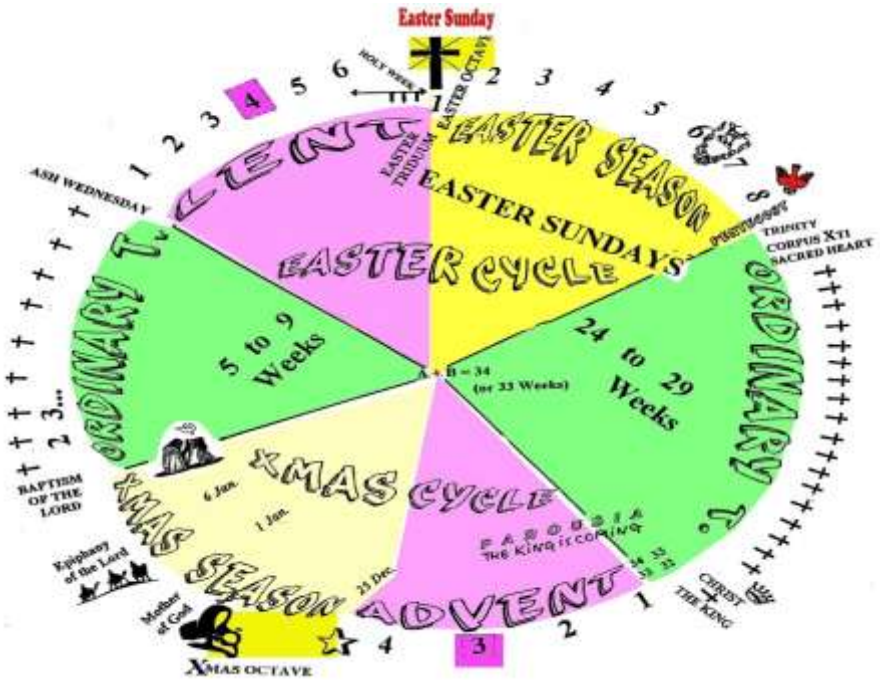 Easter Sunday
HOLY WEEK
EASTER OCTAVE
1
2
3
4
5
6
7
8
PENTECOST
TRINITY
CORPUS XTI
SACRED HEART
EASTER SEASON
EASTER SUNDAYS
EASTER
TRIDUUM
LENT
1
2
3
4
5
6
ASH WEDNESDAY
EASTER CYCLE
ORDINARY T.
5 to 9
Weeks
2 3...
BAPTISM
OF THE
LORD
A + B = 34
(or 33 Weeks)
24 to 29
Weeks
ORDINARY T.
34 33
33 32
CHRIST
THE KING
XMAS CYCLE
PAROUSIA
THE KING IS COMING
ADVENT
1
2
3
4
XMAS SEASON
6 Jan.
1 Jan.
25 Dec.
Epiphany
of the Lord
Mother
of God
XMAS OCTAVE